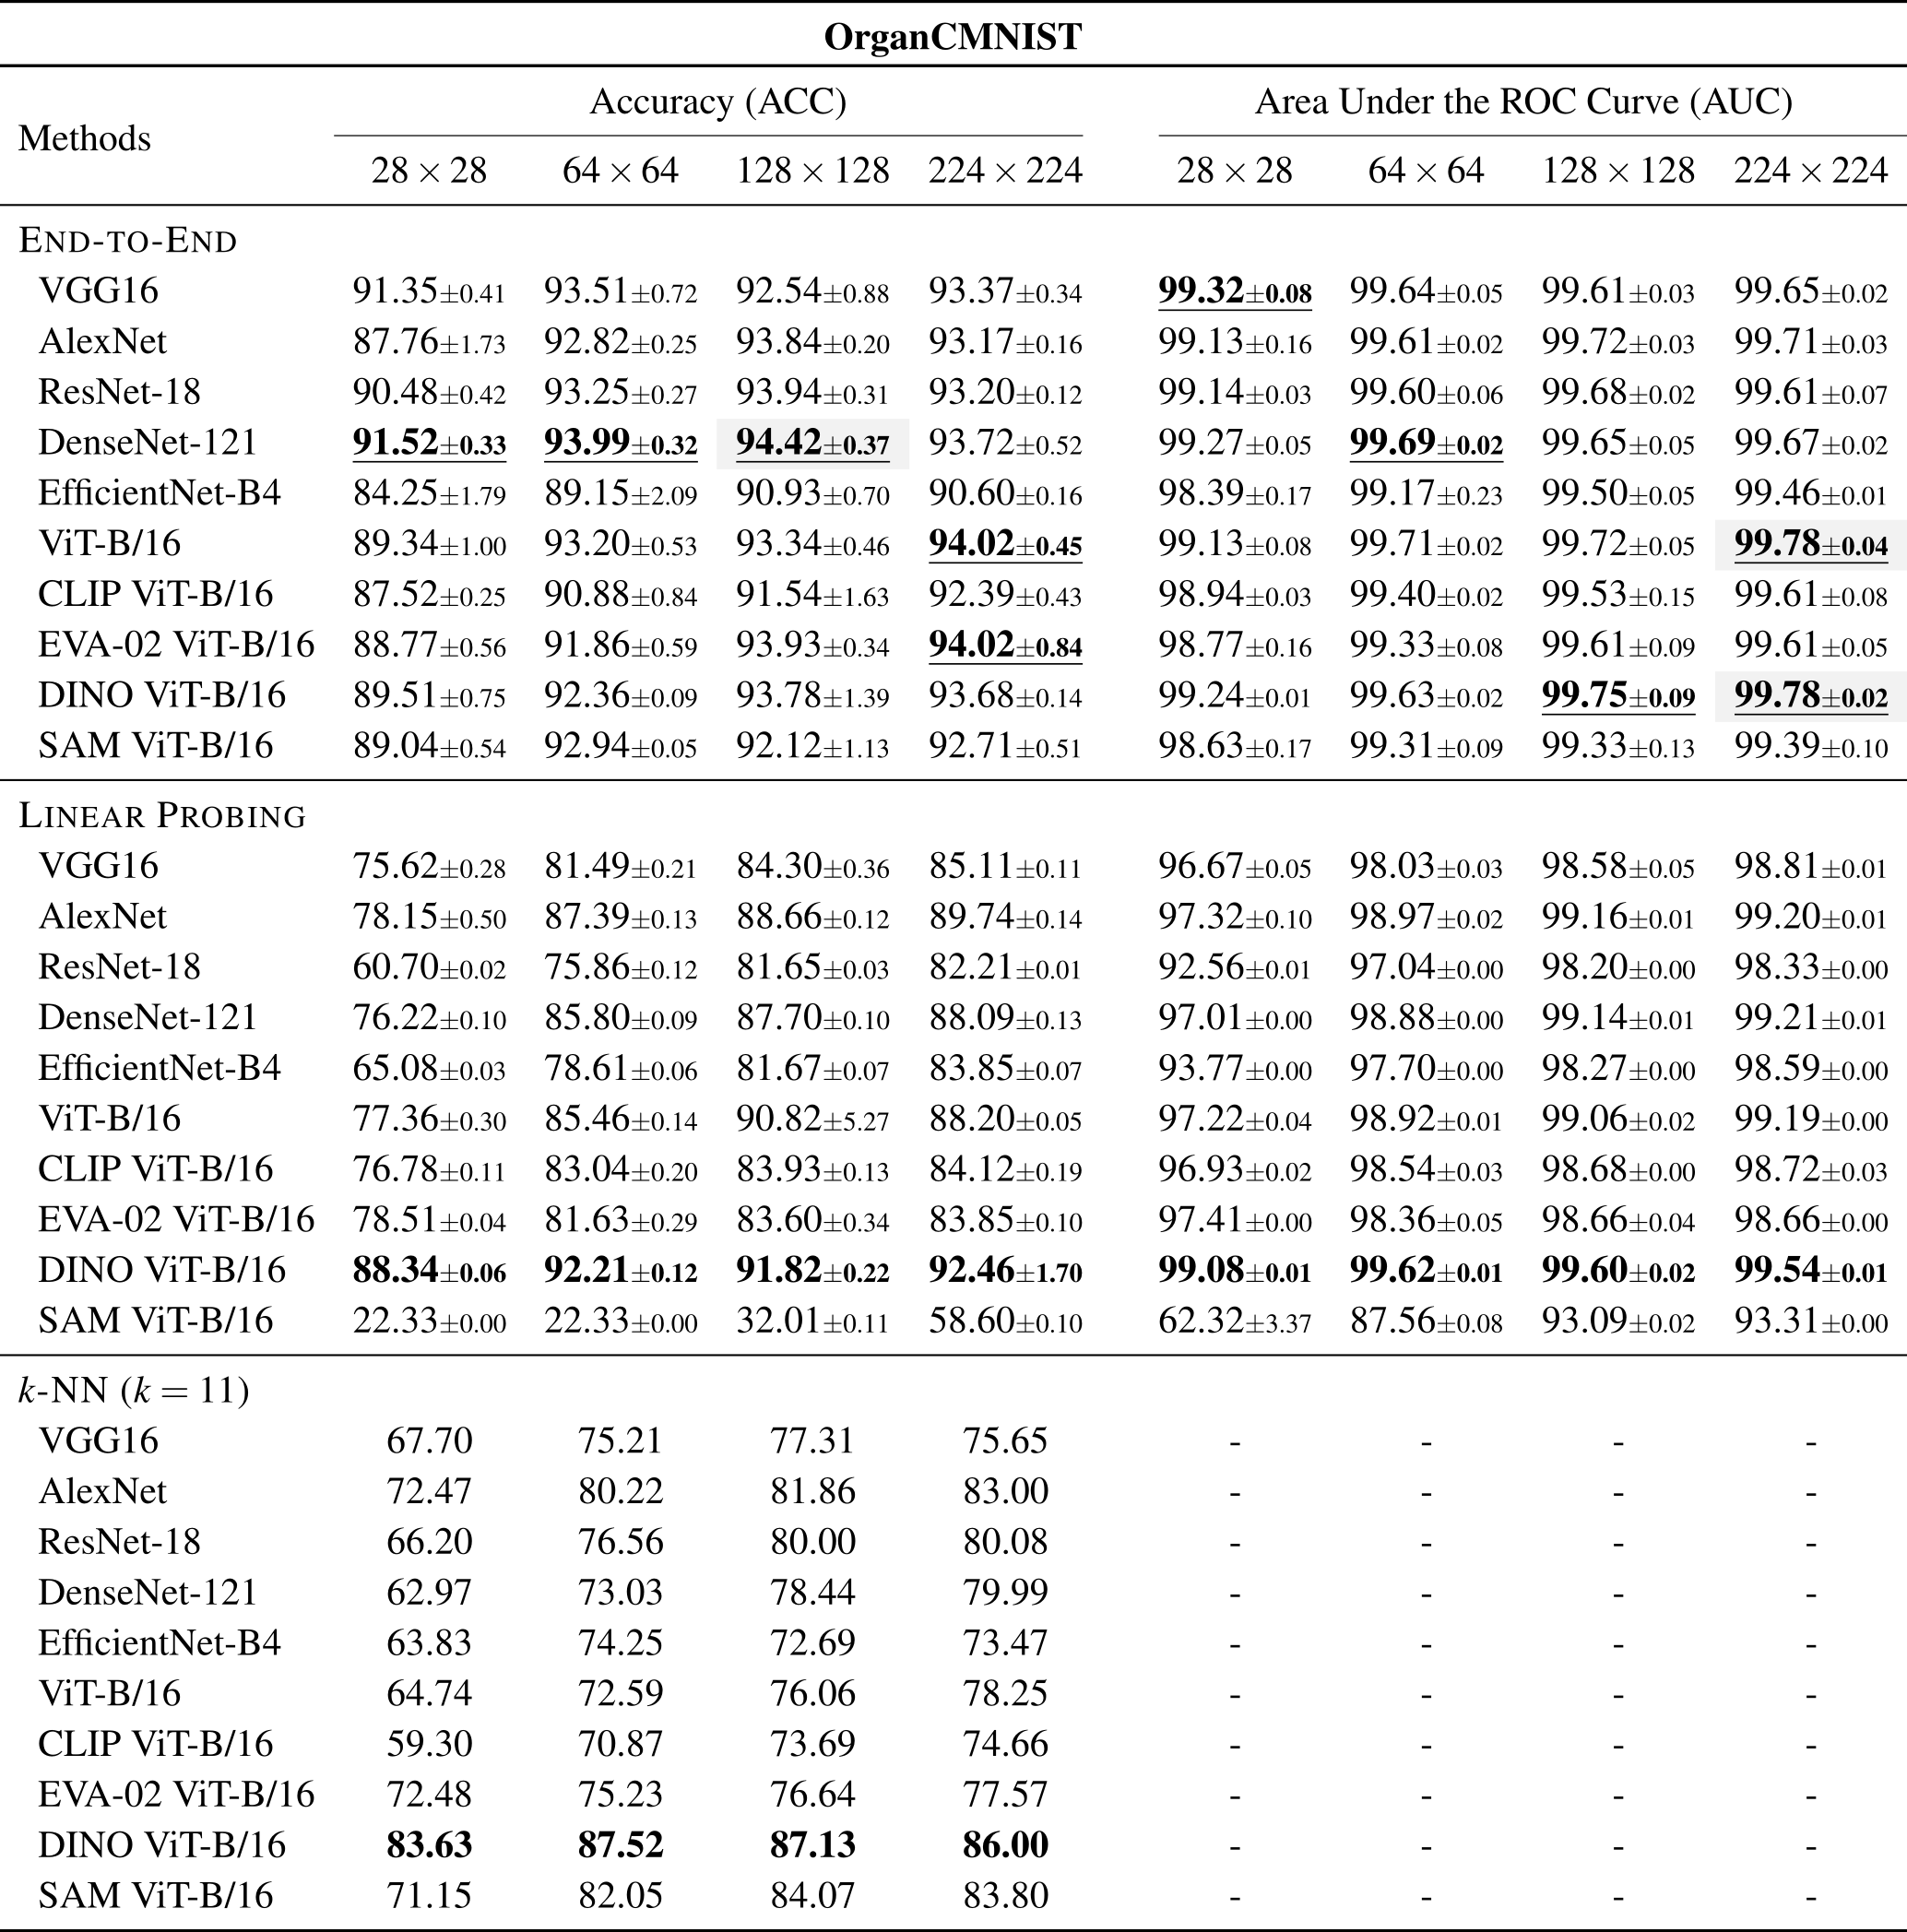 OrganCMNIST
Methods Accuracy (ACC) Area Under the ROC Curve (AUC)
28 × 28 64 × 64 128 × 128 224 × 224 28 × 28 64 × 64 128 × 128 224 × 224
END-TO-END
VGG16 91.35±0.41 93.51±0.72 92.54±0.88 93.37±0.34 99.32±0.08 99.64±0.05 99.61±0.03 99.65±0.02
AlexNet 87.76±1.73 92.82±0.25 93.84±0.20 93.17±0.16 99.13±0.16 99.61±0.02 99.72±0.03 99.71±0.03
ResNet-18 90.48±0.42 93.25±0.27 93.94±0.31 93.20±0.12 99.14±0.03 99.60±0.06 99.68±0.02 99.61±0.07
DenseNet-121 91.52±0.33 93.99±0.32 94.42±0.37 93.72±0.52 99.27±0.05 99.69±0.02 99.65±0.05 99.67±0.02
EfficientNet-B4 84.25±1.79 89.15±2.09 90.93±0.70 90.60±0.16 98.39±0.17 99.17±0.23 99.50±0.05 99.46±0.01
ViT-B/16 89.34±1.00 93.20±0.53 93.34±0.46 94.02±0.45 99.13±0.08 99.71±0.02 99.72±0.05 99.78±0.04
CLIP ViT-B/16 87.52±0.25 90.88±0.84 91.54±1.63 92.39±0.43 98.94±0.03 99.40±0.02 99.53±0.15 99.61±0.08
EVA-02 ViT-B/16 88.77±0.56 91.86±0.59 93.93±0.34 94.02±0.84 98.77±0.16 99.33±0.08 99.61±0.09 99.61±0.05
DINO ViT-B/16 89.51±0.75 92.36±0.09 93.78±1.39 93.68±0.14 99.24±0.01 99.63±0.02 99.75±0.09 99.78±0.02
SAM ViT-B/16 89.04±0.54 92.94±0.05 92.12±1.13 92.71±0.51 98.63±0.17 99.31±0.09 99.33±0.13 99.39±0.10
LINEAR PROBING
VGG16 75.62±0.28 81.49±0.21 84.30±0.36 85.11±0.11 96.67±0.05 98.03±0.03 98.58±0.05 98.81±0.01
AlexNet 78.15±0.50 87.39±0.13 88.66±0.12 89.74±0.14 97.32±0.10 98.97±0.02 99.16±0.01 99.20±0.01
ResNet-18 60.70±0.02 75.86±0.12 81.65±0.03 82.21±0.01 92.56±0.01 97.04±0.00 98.20±0.00 98.33±0.00
DenseNet-121 76.22±0.10 85.80±0.09 87.70±0.10 88.09±0.13 97.01±0.00 98.88±0.00 99.14±0.01 99.21±0.01
EfficientNet-B4 65.08±0.03 78.61±0.06 81.67±0.07 83.85±0.07 93.77±0.00 97.70±0.00 98.27±0.00 98.59±0.00
ViT-B/16 77.36±0.30 85.46±0.14 90.82±5.27 88.20±0.05 97.22±0.04 98.92±0.01 99.06±0.02 99.19±0.00
CLIP ViT-B/16 76.78±0.11 83.04±0.20 83.93±0.13 84.12±0.19 96.93±0.02 98.54±0.03 98.68±0.00 98.72±0.03
EVA-02 ViT-B/16 78.51±0.04 81.63±0.29 83.60±0.34 83.85±0.10 97.41±0.00 98.36±0.05 98.66±0.04 98.66±0.00
DINO ViT-B/16 88.34±0.06 92.21±0.12 91.82±0.22 92.46±1.70 99.08±0.01 99.62±0.01 99.60±0.02 99.54±0.01
SAM ViT-B/16 22.33±0.00 22.33±0.00 32.01±0.11 58.60±0.10 62.32±3.37 87.56±0.08 93.09±0.02 93.31±0.00
k-NN (k = 11)
VGG16 67.70 75.21 77.31 75.65 - - - -
AlexNet 72.47 80.22 81.86 83.00 - - - -
ResNet-18 66.20 76.56 80.00 80.08 - - - -
DenseNet-121 62.97 73.03 78.44 79.99 - - - -
EfficientNet-B4 63.83 74.25 72.69 73.47 - - - -
ViT-B/16 64.74 72.59 76.06 78.25 - - - -
CLIP ViT-B/16 59.30 70.87 73.69 74.66 - - - -
EVA-02 ViT-B/16 72.48 75.23 76.64 77.57 - - - -
DINO ViT-B/16 83.63 87.52 87.13 86.00 - - - -
SAM ViT-B/16 71.15 82.05 84.07 83.80 - - - -